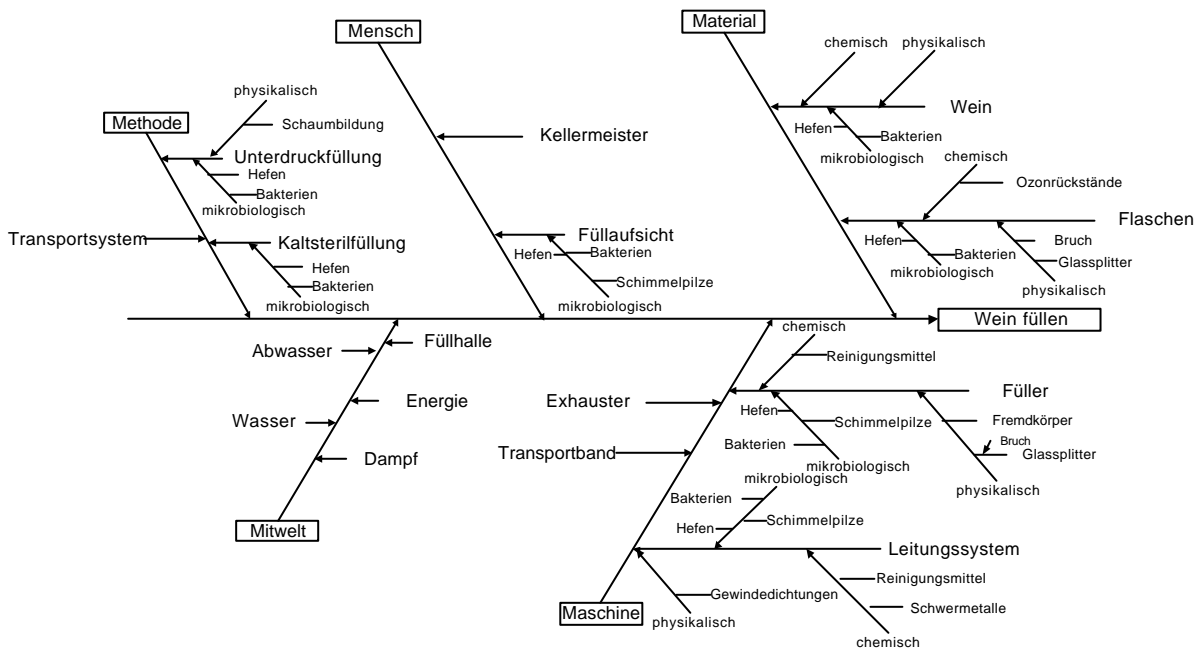 Mensch
Material
chemisch
physikalisch
physikalisch
Methode
Schaumbildung
Wein
Hefen
Bakterien
mikrobiologisch
Kellermeister
Unterdruckfüllung
Hefen
Bakterien
mikrobiologisch
chemisch
Ozonrückstände
Flaschen
Transportsystem
Kaltsterilfüllung
Hefen
Bakterien
mikrobiologisch
Füllaufsicht
Hefen
Bakterien
Schimmelpilze
mikrobiologisch
Hefen
Bakterien
mikrobiologisch
Bruch
Glassplitter
physikalisch
Wein füllen
Abwasser
Füllhalle
Energie
Wasser
Dampf
Mitwelt
chemisch
Reinigungsmittel
Exhauster
Füller
Hefen
Schimmelpilze
Bakterien
mikrobiologisch
Fremdkörper
Bruch
Glassplitter
physikalisch
Transportband
mikrobiologisch
Bakterien
Schimmelpilze
Hefen
Leitungssystem
Reinigungsmittel
Gewindedichtungen
Schwermetalle
Maschine
physikalisch
chemisch